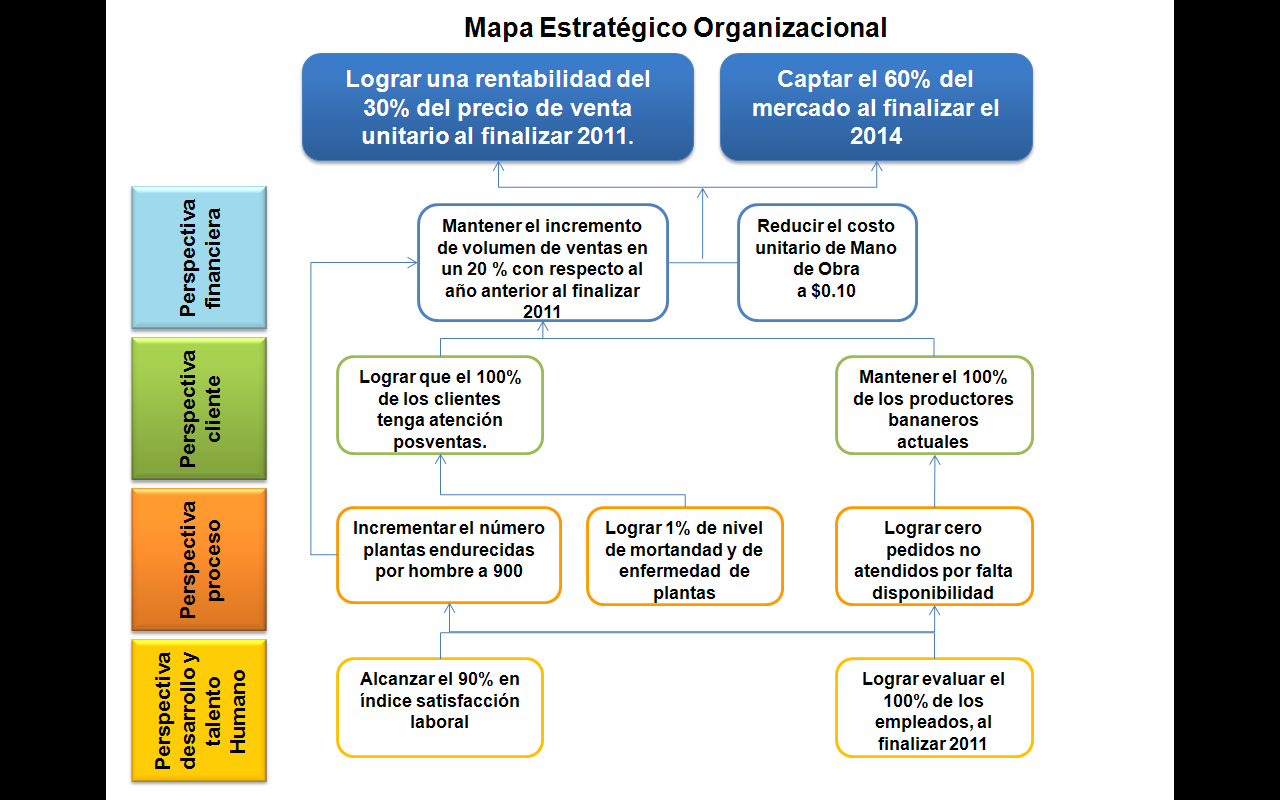 Mapa Estratégico Organizacional
Lograr una rentabilidad del
30% del precio de venta
unitario al finalizar 2011.
Captar el 60% del
mercado al finalizar el
2014
Perspectiva
financiera
Mantener el incremento
de volumen de ventas en
un 20 % con respecto al
año anterior al finalizar
2011
Reducir el costo
unitario de Mano
de Obra
a $0.10
Perspectiva
cliente
Lograr que el 100%
de los clientes
tenga atención
posventas.
Mantener el 100%
de los productores
bananeros
actuales
Perspectiva
proceso
Incrementar el número
plantas endurecidas
por hombre a 900
Lograr 1% de nivel
de mortandad y de
enfermedad de
plantas
Lograr cero
pedidos no
atendidos por falta
disponibilidad
Perspectiva
desarrollo y
talento
Humano
Alcanzar el 90% en
índice satisfacción
laboral
Lograr evaluar el
100% de los
empleados, al
finalizar 2011